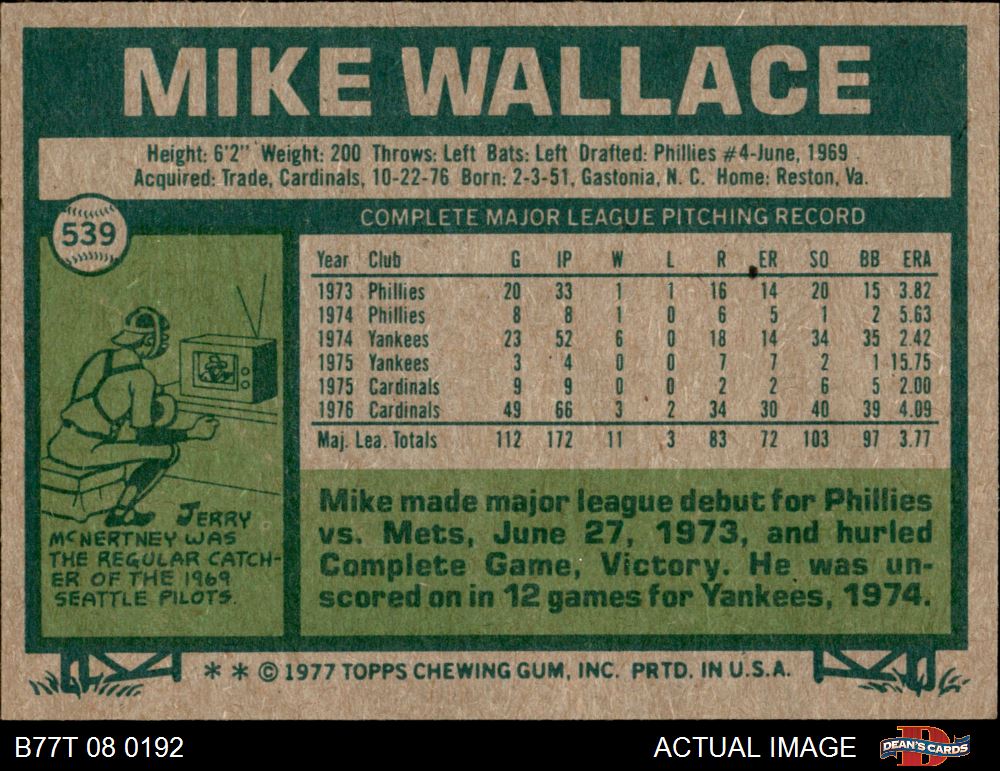 MIKE WALLACE
Height: 6'2" Weight: 200 Throws: Left Bats: Left Drafted: Phillies #4-June, 1969
Acquired: Trade, Cardinals, 10-22-76 Born: 2-3-51, Gastonia, N. C. Home: Reston, Va.
539
COMPLETE MAJOR LEAGUE PITCHING RECORD
Year Club G IP W L R ER SO BB ERA
1973 Phillies 20 33 1 1 16 14 20 15 3.82
1974 Phillies 8 8 1 0 6 5 1 2 5.63
1974 Yankees 23 52 6 0 18 14 34 35 2.42
1975 Yankees 3 4 0 0 7 7 2 1 15.75
1975 Cardinals 9 9 0 0 2 2 6 5 2.00
1976 Cardinals 49 66 3 2 34 30 40 39 4.09
Maj. Lea. Totals 112 172 11 3 83 72 103 97 3.77
JERRY
MCNERTNEY WAS
THE REGULAR CATCH-
ER OF THE 1969
SEATTLE PILOTS.
Mike made major league debut for Phillies
vs. Mets, June 27, 1973, and hurled
Complete Game, Victory. He was un-
scored on in 12 games for Yankees, 1974.
* * © 1977 TOPPS CHEWING GUM, INC. PRTD. IN U.S.A.
B77T 08 0192
ACTUAL IMAGE
DEAN'S CARDS